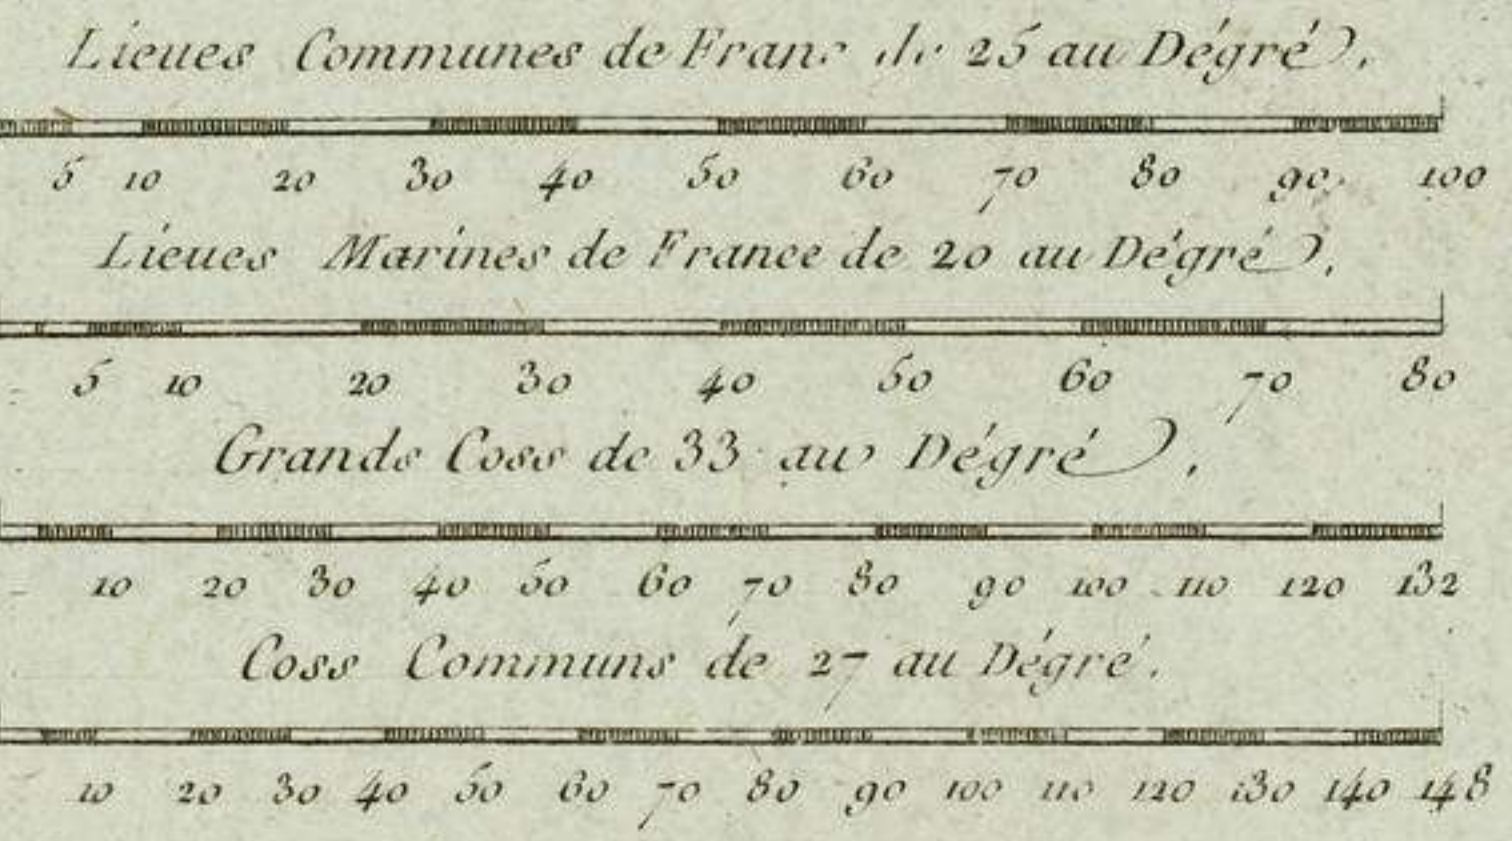 Lieues Communes de Franc de 25 au Dégré.
5 10 20 30 40 50 60 70 80 90 100
Lieues Marines de France de 20 au Dégré.
5 10 20 30 40 50 60 70 80
Grands Coss de 33 au Dégré.
10 20 30 40 50 60 70 80 90 100 110 120 132
Coss Communs de 27 au Dégré.
10 20 30 40 50 60 70 80 90 100 110 120 130 140 148